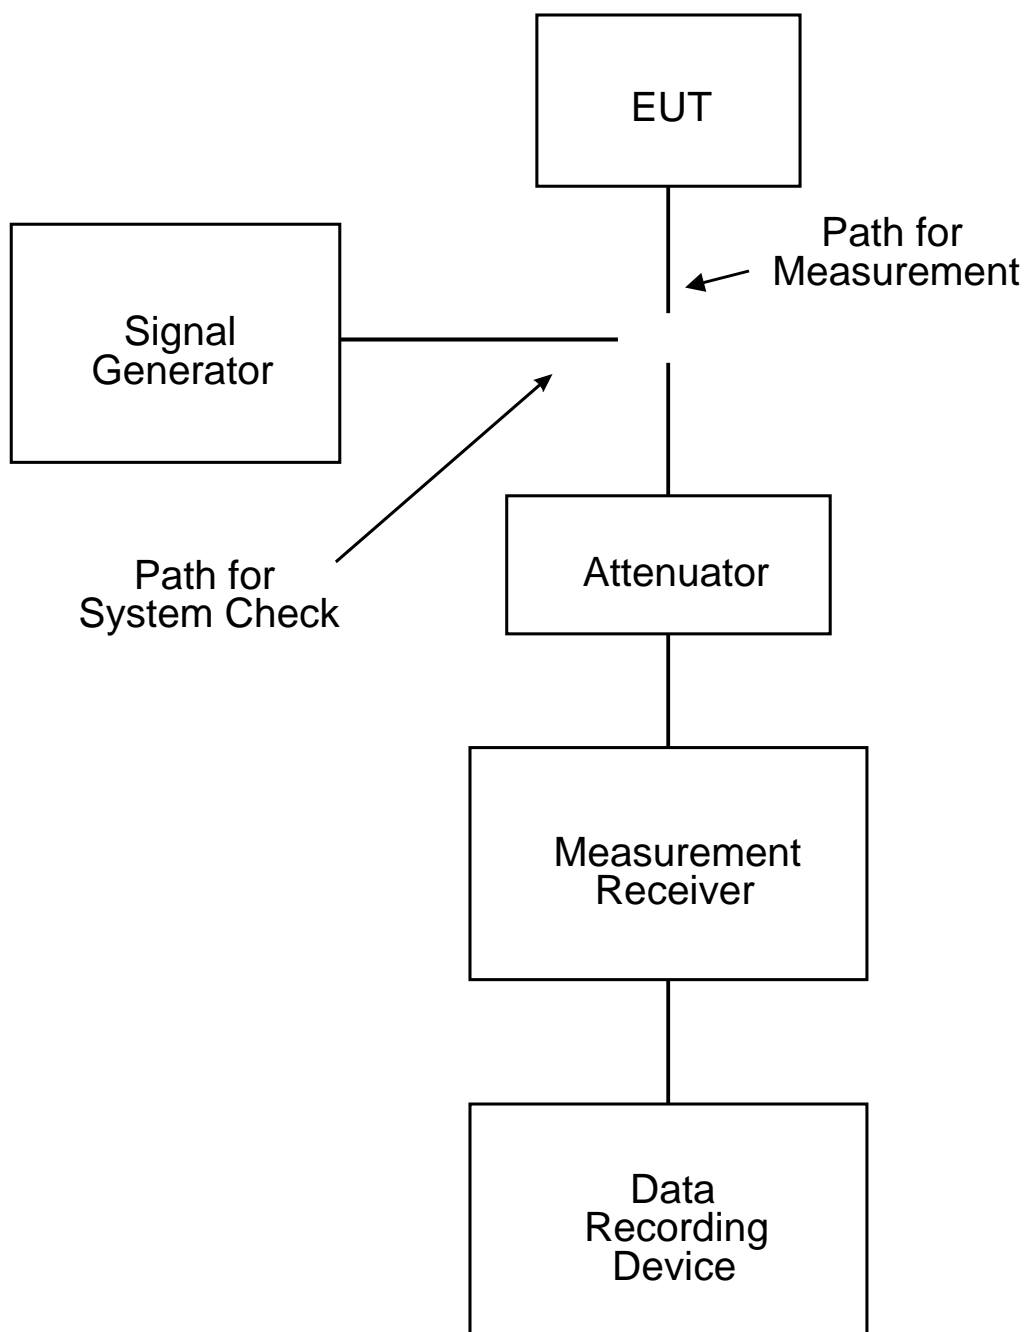 EUT
Path for
Measurement
Signal
Generator
Path for
System Check
Attenuator
Measurement
Receiver
Data
Recording
Device